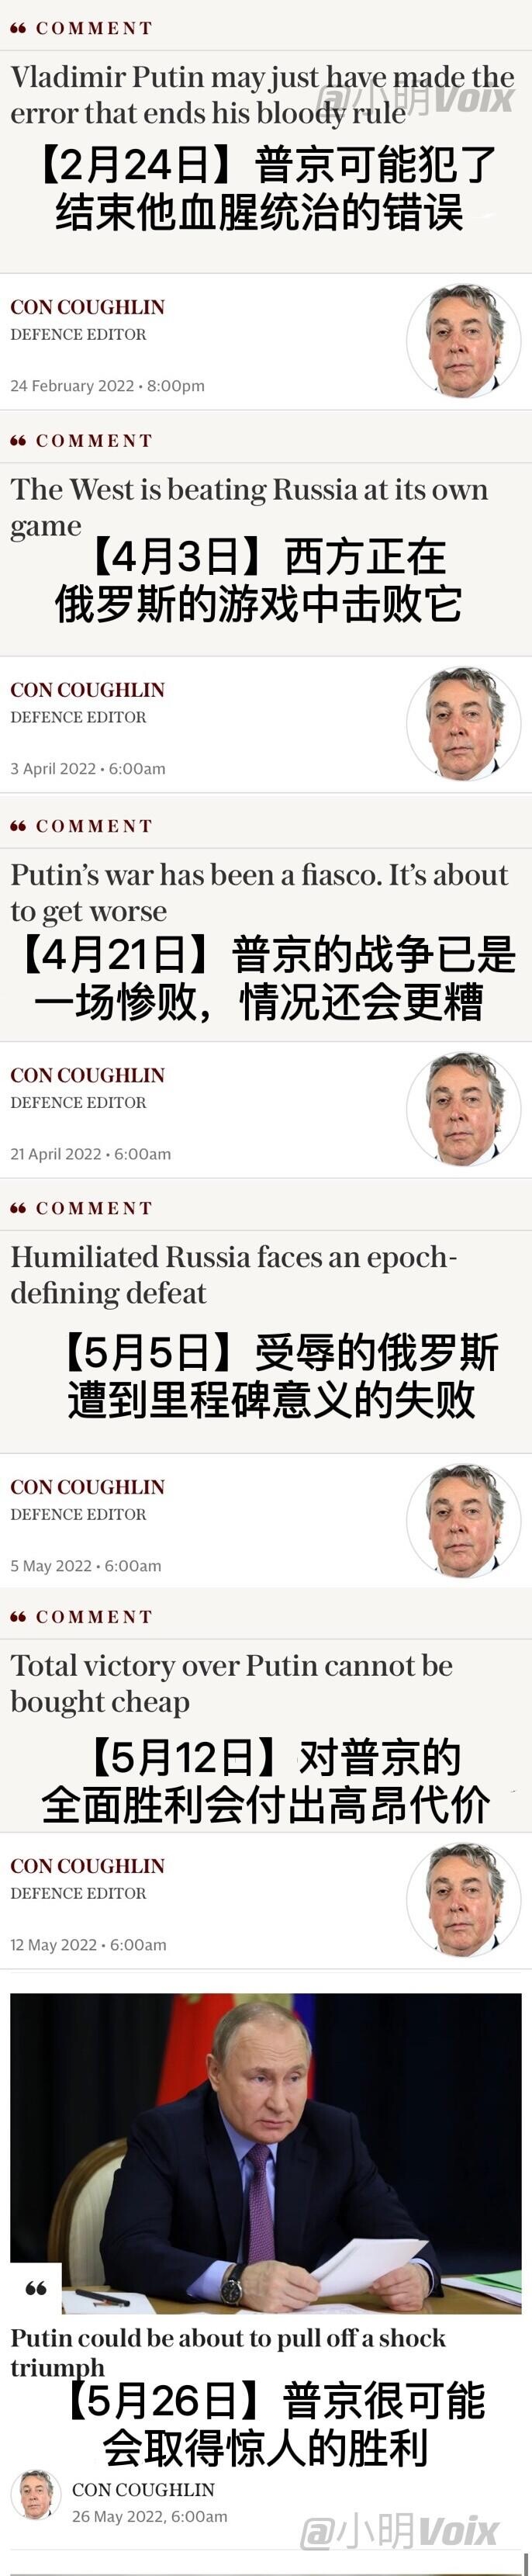 “ COMMENT
Vladimir Putin may just have made the
@小明Voix
error that ends his bloody rule
【2月24日】普京可能犯了
结束他血腥统治的错误
CON COUGHLIN
DEFENCE EDITOR
24 February 2022 • 8:00pm
“ COMMENT
The West is beating Russia at its own
game
【4月3日】西方正在
俄罗斯的游戏中击败它
CON COUGHLIN
DEFENCE EDITOR
3 April 2022 • 6:00am
“ COMMENT
Putin’s war has been a fiasco. It’s about
to get worse
【4月21日】普京的战争已是
一场惨败，情况还会更糟
CON COUGHLIN
DEFENCE EDITOR
21 April 2022 • 6:00am
“ COMMENT
Humiliated Russia faces an epoch-
defining defeat
【5月5日】受辱的俄罗斯
遭到里程碑意义的失败
CON COUGHLIN
DEFENCE EDITOR
5 May 2022 • 6:00am
“ COMMENT
Total victory over Putin cannot be
bought cheap
【5月12日】对普京的
全面胜利会付出高昂代价
CON COUGHLIN
DEFENCE EDITOR
12 May 2022 • 6:00am
“
Putin could be about to pull off a shock
triumph
【5月26日】普京很可能
会取得惊人的胜利
CON COUGHLIN
26 May 2022, 6:00am
@小明Voix